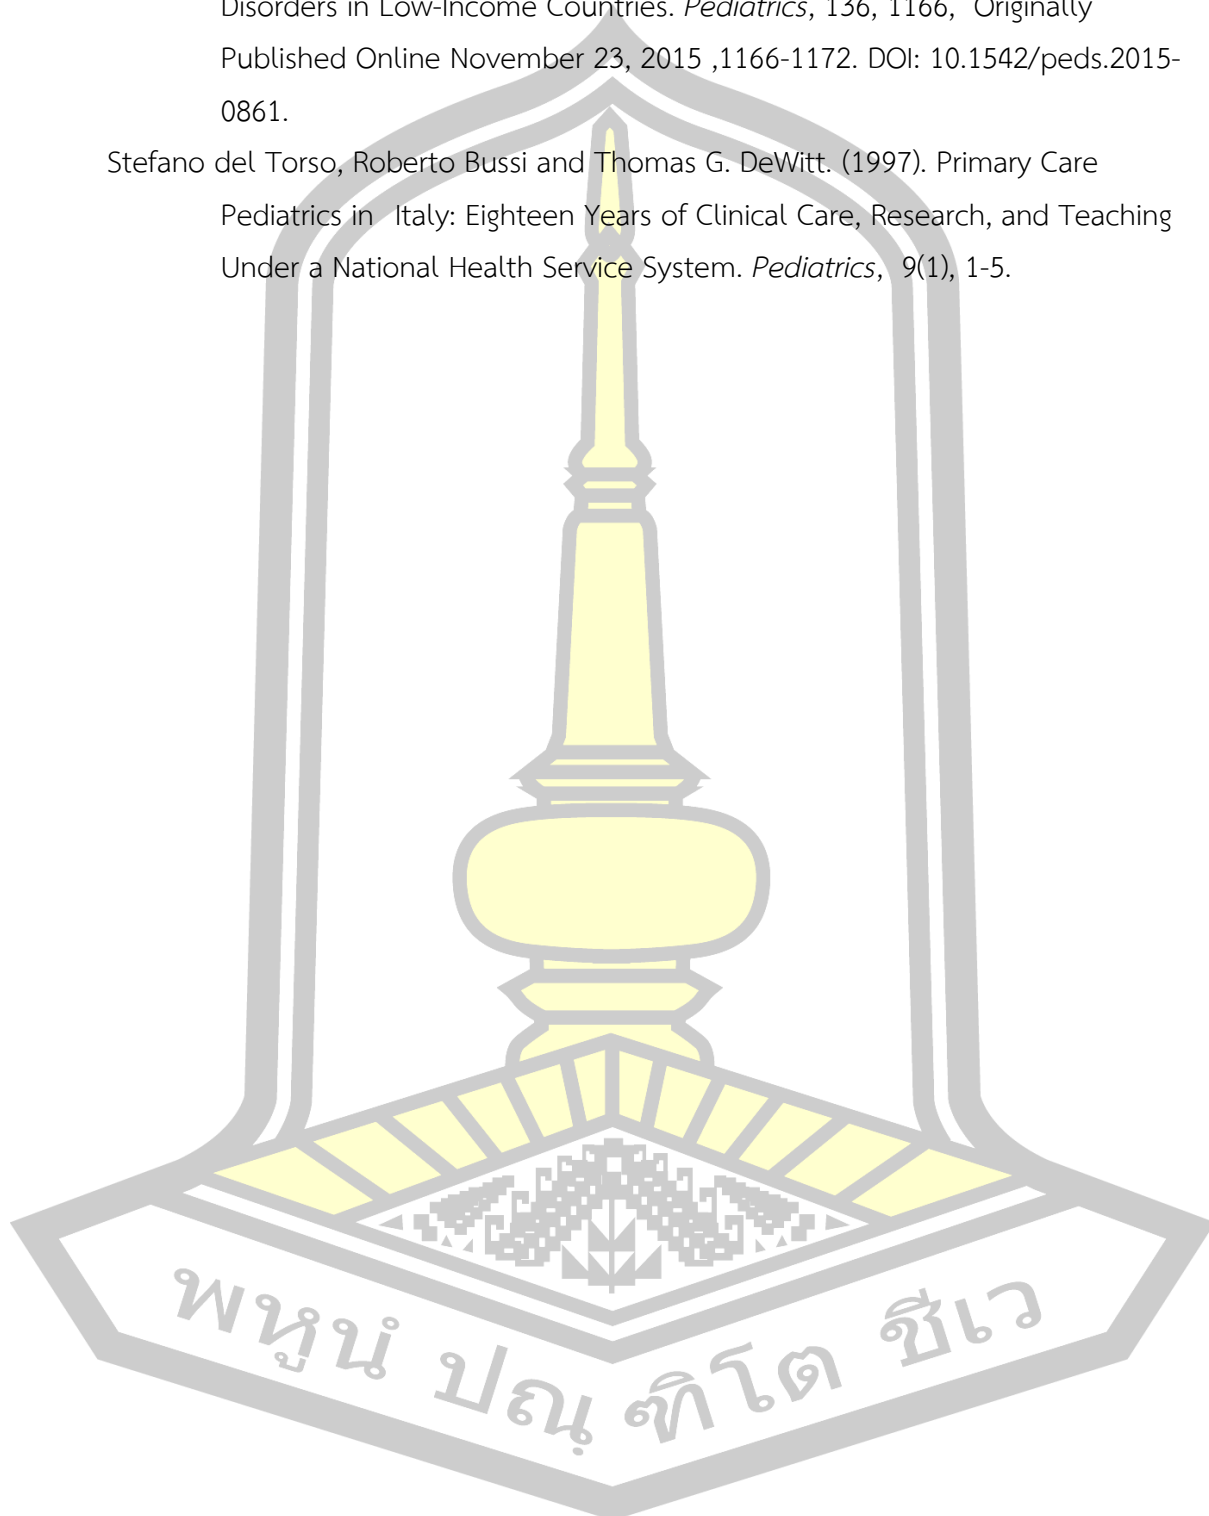 Disorders in Low-Income Countries. Pediatrics, 136, 1166, Originally
Published Online November 23, 2015 ,1166-1172. DOI: 10.1542/peds.2015-
0861.
Stefano del Torso, Roberto Bussi and Thomas G. DeWitt. (1997). Primary Care
Pediatrics in Italy: Eighteen Years of Clinical Care, Research, and Teaching
Under a National Health Service System. Pediatrics, 9(1), 1-5.
พหูนํ ปณฺ ฑิโต ชีเว